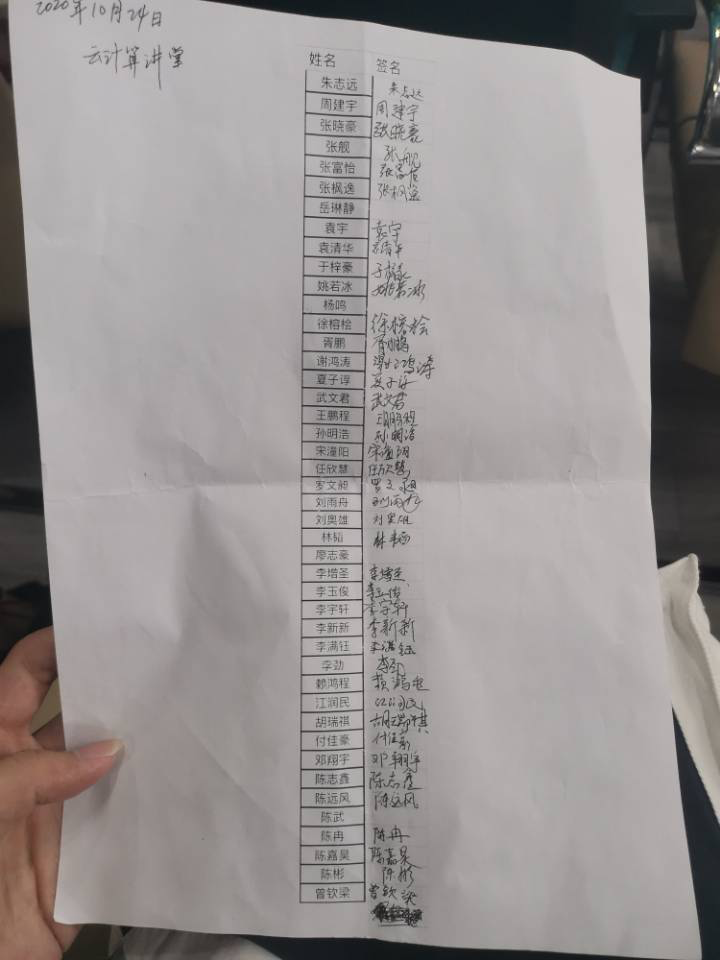 2020年10月24日
云计算讲堂
姓名 签名
朱志远 朱志远
周建宇 周建宇
张晓豪 张晓豪
张舰 张舰
张富怡 张富怡
张枫逸 张枫逸
岳琳静
袁宇 袁宇
袁清华 袁清华
于梓豪 于梓豪
姚若冰 姚若冰
杨鸣
徐榕桧 徐榕桧
胥鹏 胥鹏
谢鸿涛 谢鸿涛
夏子谆 夏子谆
武文君 武文君
王鹏程 王鹏程
孙明浩 孙明浩
宋潼阳 宋潼阳
任欣慧 任欣慧
罗文昶 罗文昶
刘雨舟 刘雨舟
刘奥雄 刘奥雄
林韬 林韬
廖志豪
李增圣 李增圣
李玉俊 李玉俊
李宇轩 李宇轩
李新新 李新新
李满钰 李满钰
李劲 李劲
赖鸿程 赖鸿程
江润民 江润民
胡瑞祺 胡瑞祺
付佳豪 付佳豪
邓翔宇 邓翔宇
陈志鑫 陈志鑫
陈远风 陈远风
陈武
陈冉 陈冉
陈嘉昊 陈嘉昊
陈彬 陈彬
曾钦梁 曾钦梁